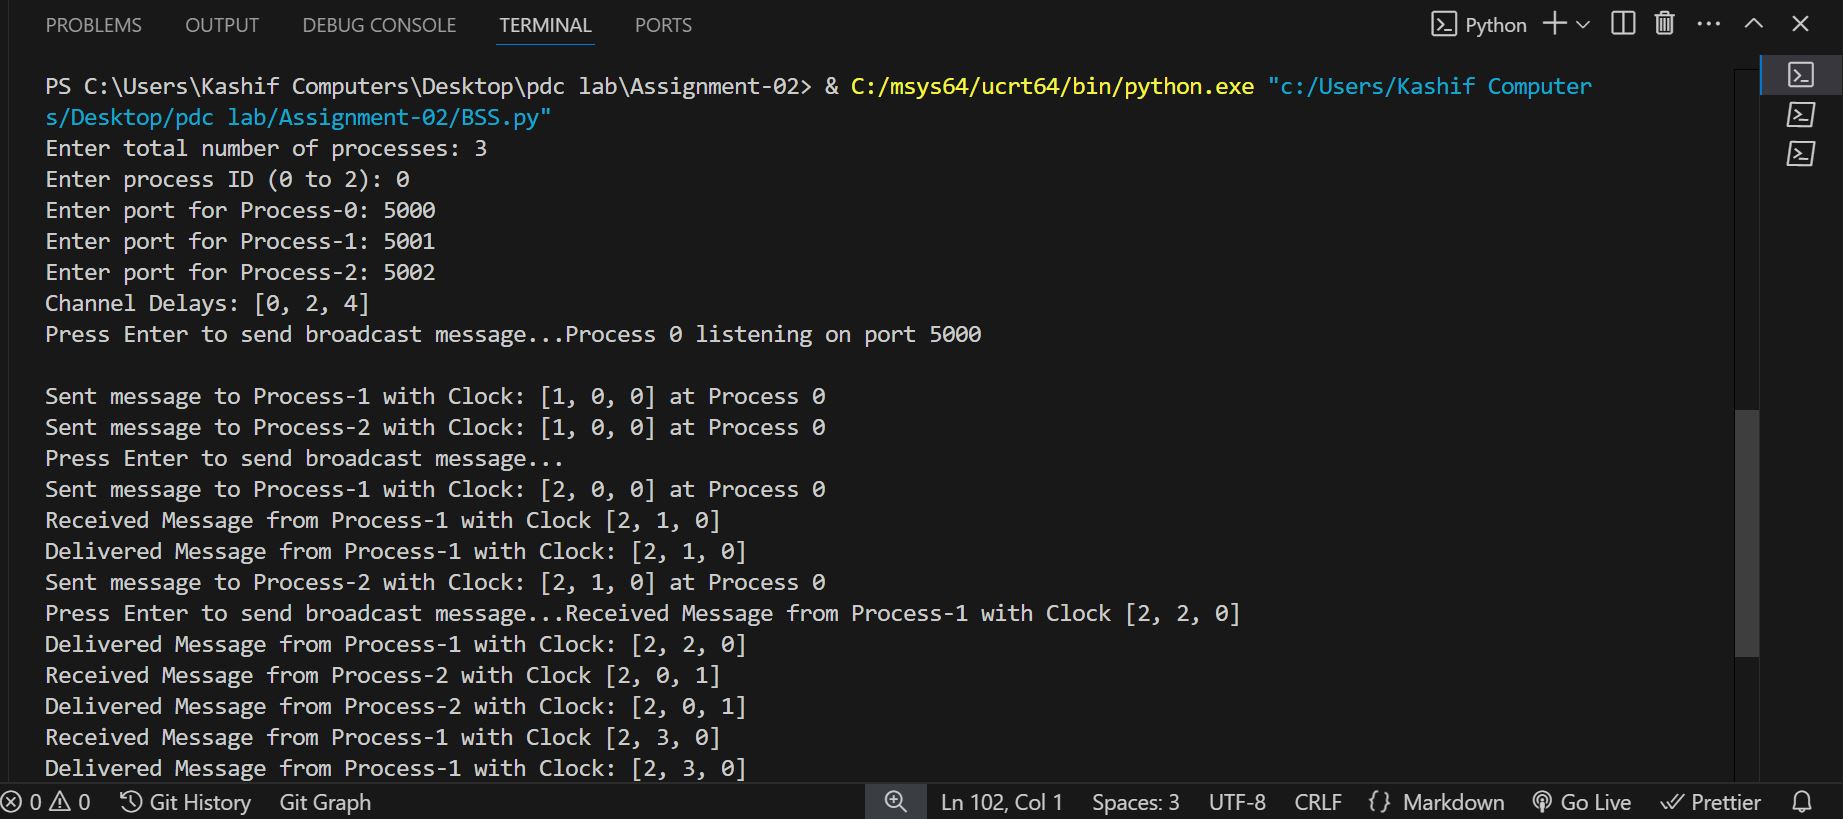 PROBLEMS OUTPUT DEBUG CONSOLE TERMINAL PORTS Python
PS C:\Users\Kashif Computers\Desktop\pdc lab\Assignment-02> & C:/msys64/ucrt64/bin/python.exe "c:/Users/Kashif Computer
s/Desktop/pdc lab/Assignment-02/BSS.py"
Enter total number of processes: 3
Enter process ID (0 to 2): 0
Enter port for Process-0: 5000
Enter port for Process-1: 5001
Enter port for Process-2: 5002
Channel Delays: [0, 2, 4]
Press Enter to send broadcast message...Process 0 listening on port 5000
Sent message to Process-1 with Clock: [1, 0, 0] at Process 0
Sent message to Process-2 with Clock: [1, 0, 0] at Process 0
Press Enter to send broadcast message...
Sent message to Process-1 with Clock: [2, 0, 0] at Process 0
Received Message from Process-1 with Clock [2, 1, 0]
Delivered Message from Process-1 with Clock: [2, 1, 0]
Sent message to Process-2 with Clock: [2, 1, 0] at Process 0
Press Enter to send broadcast message...Received Message from Process-1 with Clock [2, 2, 0]
Delivered Message from Process-1 with Clock: [2, 2, 0]
Received Message from Process-2 with Clock [2, 0, 1]
Delivered Message from Process-2 with Clock: [2, 0, 1]
Received Message from Process-1 with Clock [2, 3, 0]
Delivered Message from Process-1 with Clock: [2, 3, 0]
0 0 Git History Git Graph Ln 102, Col 1 Spaces: 3 UTF-8 CRLF {} Markdown Go Live Prettier